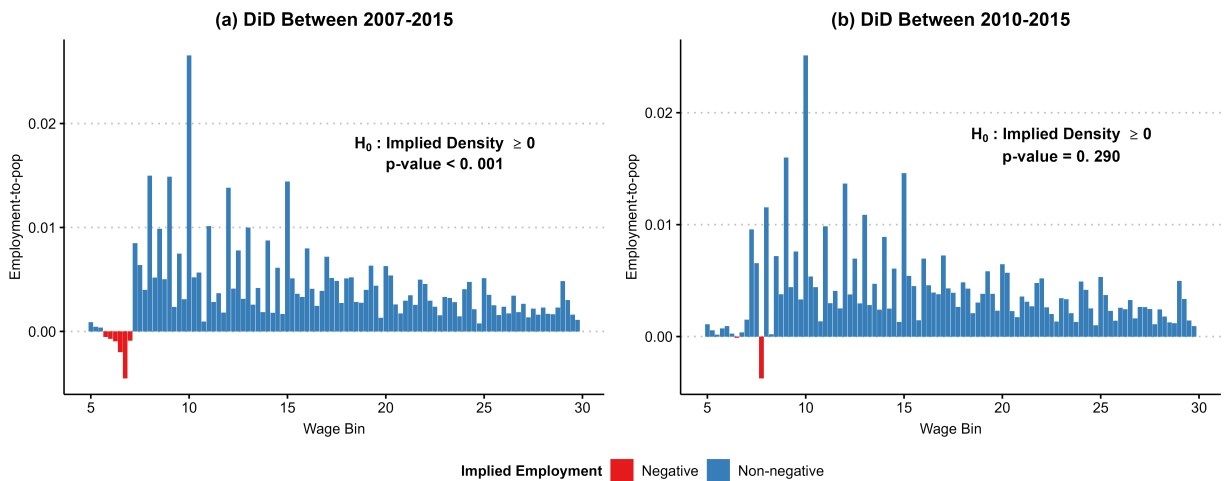 (a) DiD Between 2007-2015
Employment-to-pop
0.02
0.01
0.00
H₀ : Implied Density ≥ 0
p-value < 0. 001
5 10 15 20 25 30
Wage Bin
(b) DiD Between 2010-2015
Employment-to-pop
0.02
0.01
0.00
H₀ : Implied Density ≥ 0
p-value = 0. 290
5 10 15 20 25 30
Wage Bin
Implied Employment Negative Non-negative